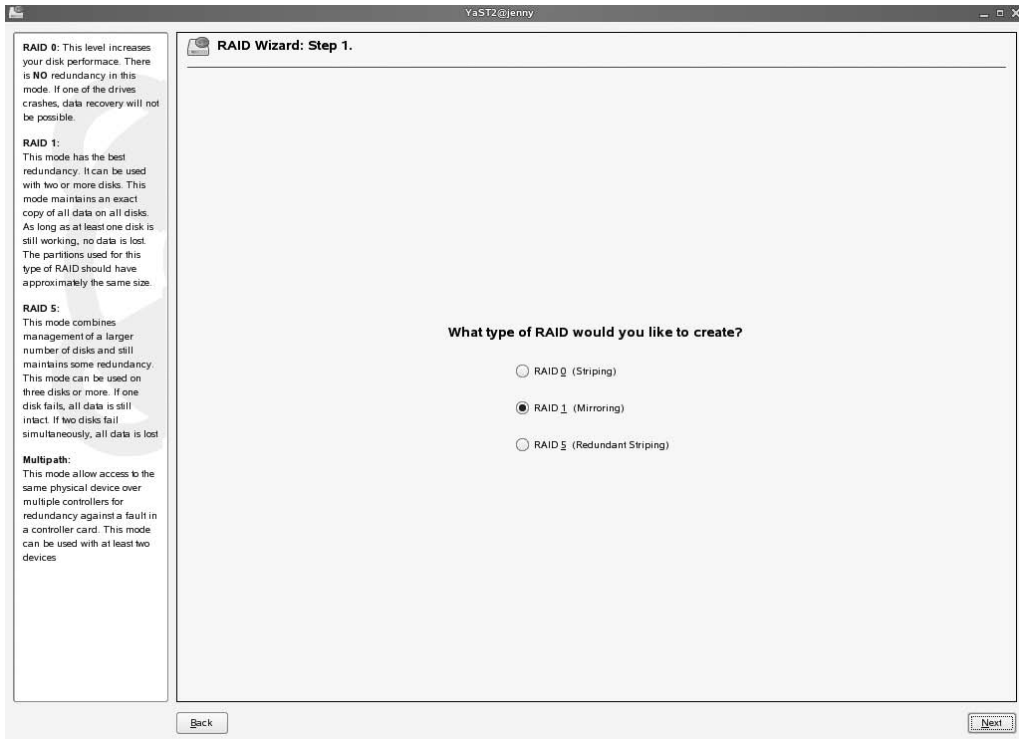 YaST2@jenny
RAID 0: This level increases
your disk performace. There
is NO redundancy in this
mode. If one of the drives
crashes, data recovery will not
be possible.
RAID 1:
This mode has the best
redundancy. It can be used
with two or more disks. This
mode maintains an exact
copy of all data on all disks.
As long as at least one disk is
still working, no data is lost.
The partitions used for this
type of RAID should have
approximately the same size.
RAID 5:
This mode combines
management of a larger
number of disks and still
maintains some redundancy.
This mode can be used on
three disks or more. If one
disk fails, all data is still
intact. If two disks fail
simultaneously, all data is lost
Multipath:
This mode allow access to the
same physical device over
multiple controllers for
redundancy against a fault in
a controller card. This mode
can be used with at least two
devices
RAID Wizard: Step 1.
What type of RAID would you like to create?
RAID 0 (Striping)
RAID 1 (Mirroring)
RAID 5 (Redundant Striping)
Back
Next